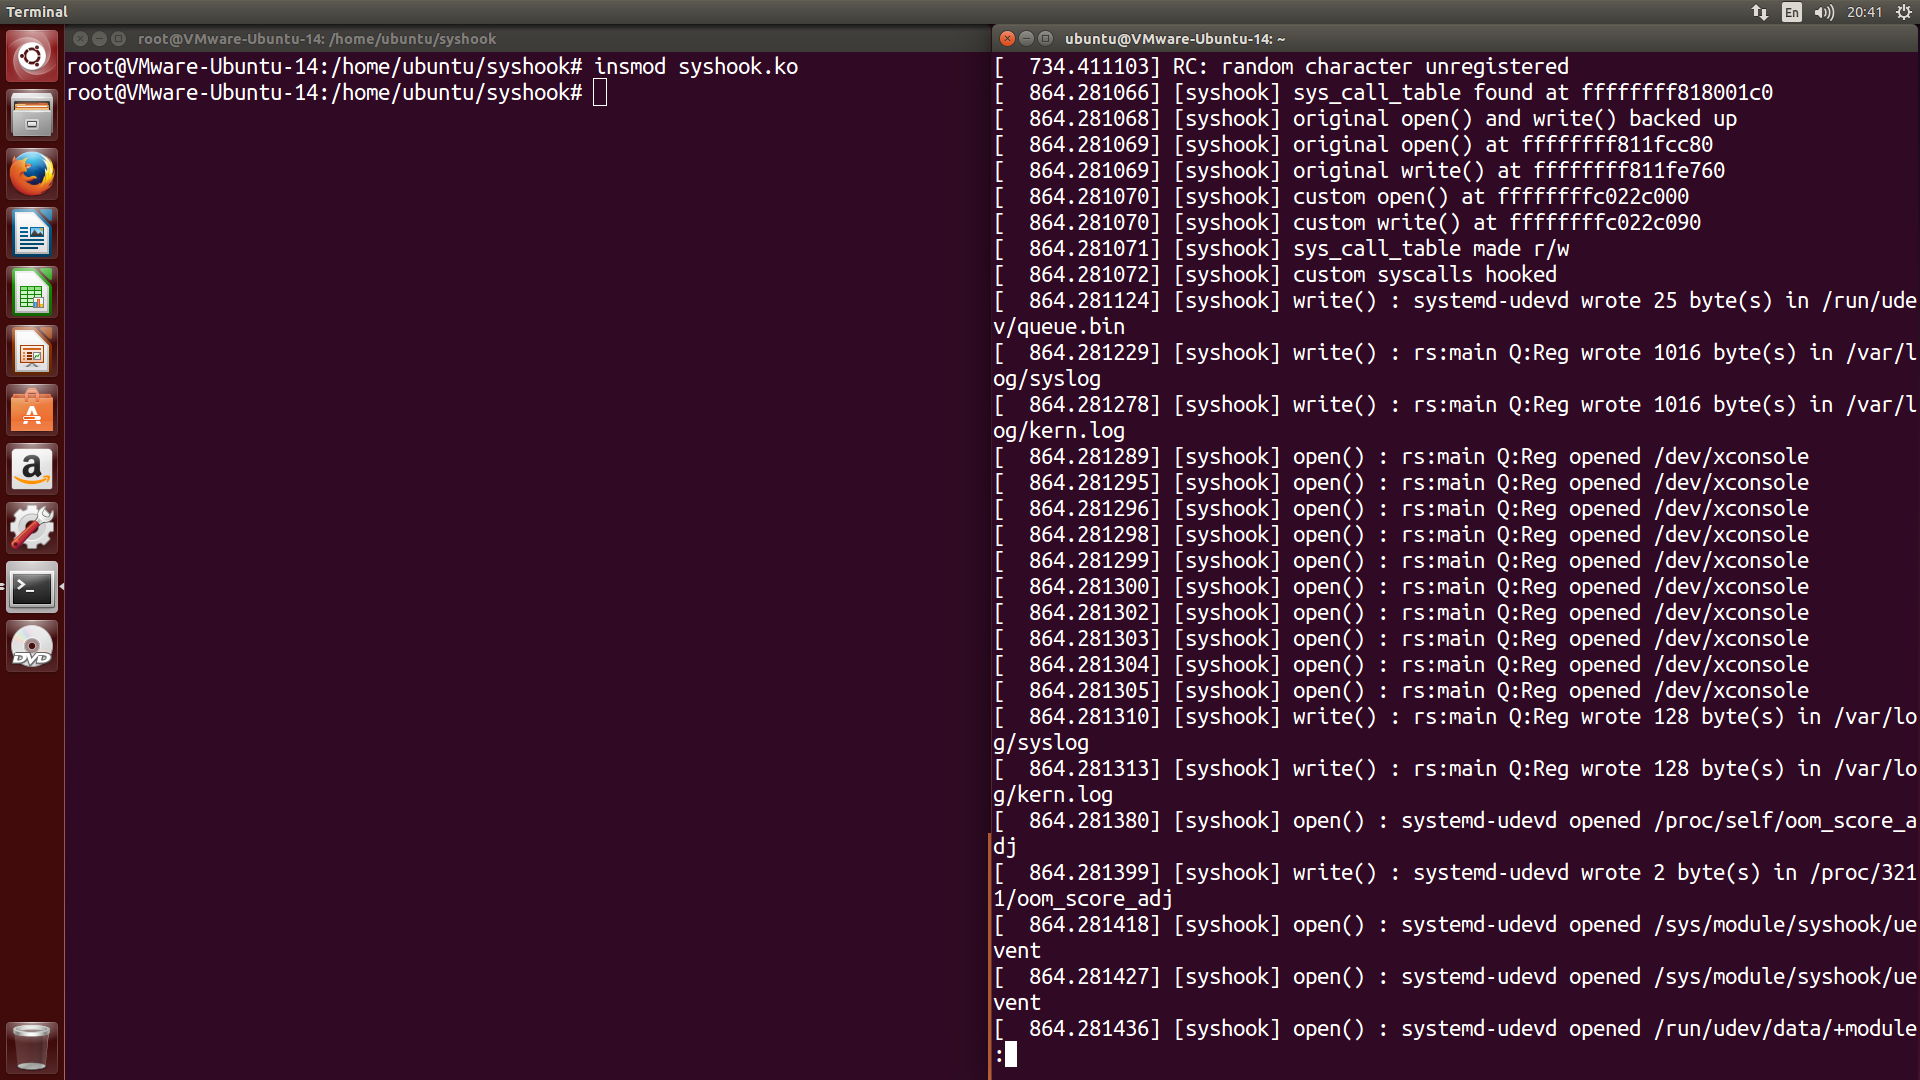 Terminal
En
20:41
root@VMware-Ubuntu-14: /home/ubuntu/syshook
root@VMware-Ubuntu-14:/home/ubuntu/syshook# insmod syshook.ko
root@VMware-Ubuntu-14:/home/ubuntu/syshook#
ubuntu@VMware-Ubuntu-14: ~
[  734.411103] RC: random character unregistered
[  864.281066] [syshook] sys_call_table found at ffffffff818001c0
[  864.281068] [syshook] original open() and write() backed up
[  864.281069] [syshook] original open() at ffffffff811fcc80
[  864.281069] [syshook] original write() at ffffffff811fe760
[  864.281070] [syshook] custom open() at ffffffffc022c000
[  864.281070] [syshook] custom write() at ffffffffc022c090
[  864.281071] [syshook] sys_call_table made r/w
[  864.281072] [syshook] custom syscalls hooked
[  864.281124] [syshook] write() : systemd-udevd wrote 25 byte(s) in /run/ude
v/queue.bin
[  864.281229] [syshook] write() : rs:main Q:Reg wrote 1016 byte(s) in /var/l
og/syslog
[  864.281278] [syshook] write() : rs:main Q:Reg wrote 1016 byte(s) in /var/l
og/kern.log
[  864.281289] [syshook] open() : rs:main Q:Reg opened /dev/xconsole
[  864.281295] [syshook] open() : rs:main Q:Reg opened /dev/xconsole
[  864.281296] [syshook] open() : rs:main Q:Reg opened /dev/xconsole
[  864.281298] [syshook] open() : rs:main Q:Reg opened /dev/xconsole
[  864.281299] [syshook] open() : rs:main Q:Reg opened /dev/xconsole
[  864.281300] [syshook] open() : rs:main Q:Reg opened /dev/xconsole
[  864.281302] [syshook] open() : rs:main Q:Reg opened /dev/xconsole
[  864.281303] [syshook] open() : rs:main Q:Reg opened /dev/xconsole
[  864.281304] [syshook] open() : rs:main Q:Reg opened /dev/xconsole
[  864.281305] [syshook] open() : rs:main Q:Reg opened /dev/xconsole
[  864.281310] [syshook] write() : rs:main Q:Reg wrote 128 byte(s) in /var/lo
g/syslog
[  864.281313] [syshook] write() : rs:main Q:Reg wrote 128 byte(s) in /var/lo
g/kern.log
[  864.281380] [syshook] open() : systemd-udevd opened /proc/self/oom_score_a
dj
[  864.281399] [syshook] write() : systemd-udevd wrote 2 byte(s) in /proc/321
1/oom_score_adj
[  864.281418] [syshook] open() : systemd-udevd opened /sys/module/syshook/ue
vent
[  864.281427] [syshook] open() : systemd-udevd opened /sys/module/syshook/ue
vent
[  864.281436] [syshook] open() : systemd-udevd opened /run/udev/data/+module
:
A
a
>_
DVD